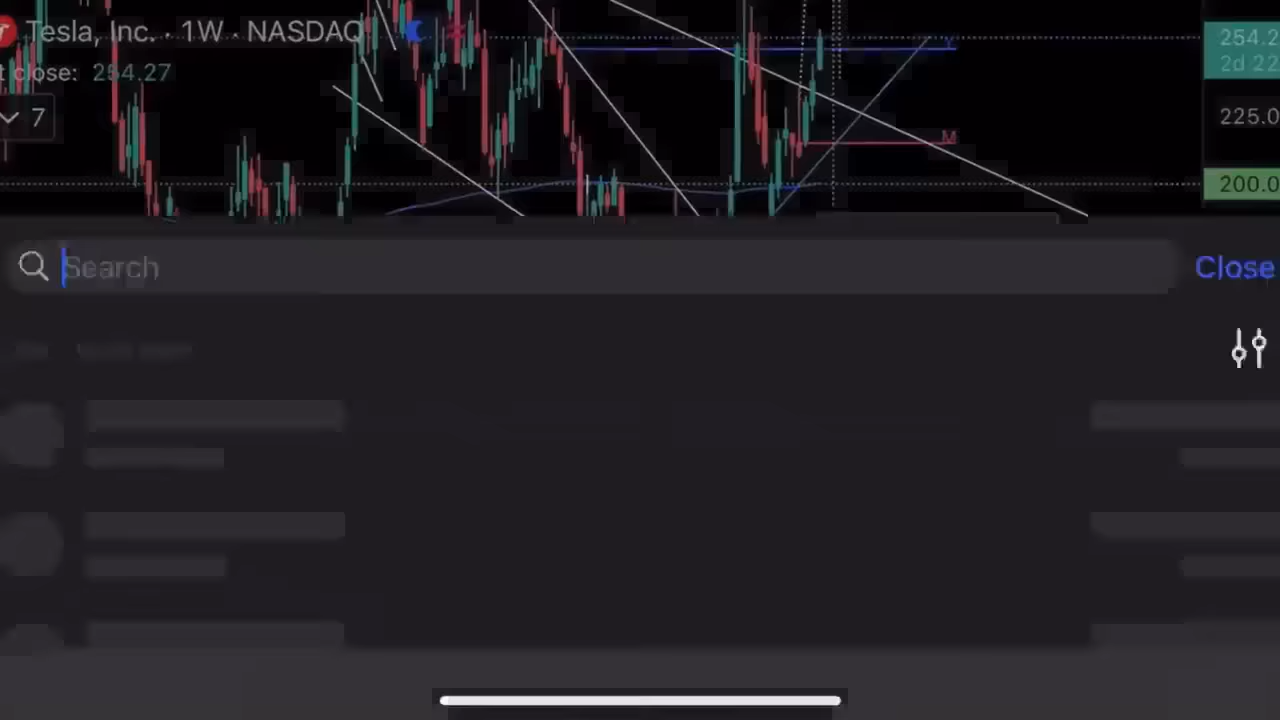 Tesla, Inc. · 1W · NASDAQ
t close: 254.27
7
254.2
2d 22
225.0
200.0
Y
M
Search
Close